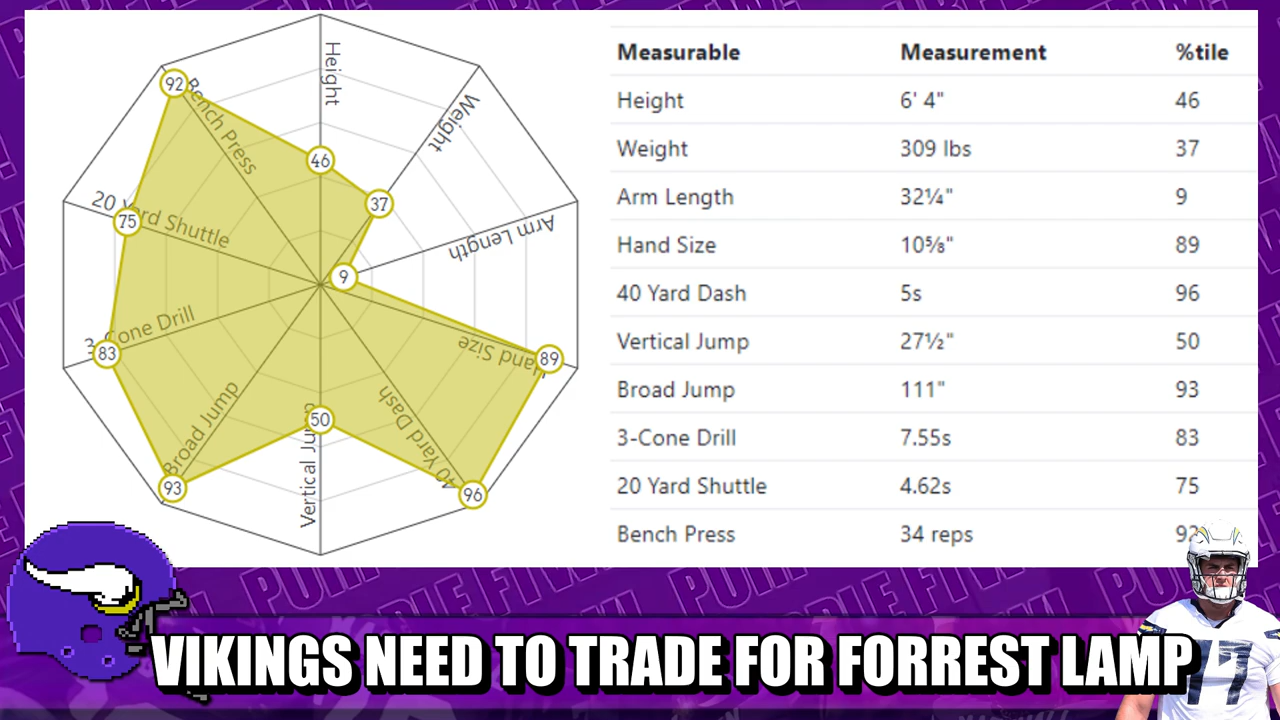 Height
Weight
Arm Length
Hand Size
40 Yard Dash
Vertical Jump
Broad Jump
3-Cone Drill
20 Yard Shuttle
Bench Press
46
37
9
89
96
50
93
83
75
92
Measurable Measurement %tile
Height 6' 4" 46
Weight 309 lbs 37
Arm Length 32¼" 9
Hand Size 10⅝" 89
40 Yard Dash 5s 96
Vertical Jump 27½" 50
Broad Jump 111" 93
3-Cone Drill 7.55s 83
20 Yard Shuttle 4.62s 75
Bench Press 34 reps 92
VIKINGS NEED TO TRADE FOR FORREST LAMP